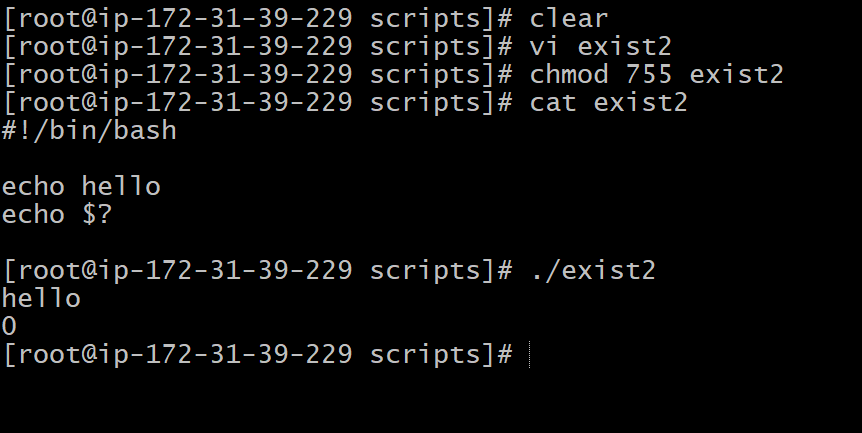 [root@ip-172-31-39-229 scripts]# clear
[root@ip-172-31-39-229 scripts]# vi exist2
[root@ip-172-31-39-229 scripts]# chmod 755 exist2
[root@ip-172-31-39-229 scripts]# cat exist2
#!/bin/bash
echo hello
echo $?
[root@ip-172-31-39-229 scripts]# ./exist2
hello
0
[root@ip-172-31-39-229 scripts]#